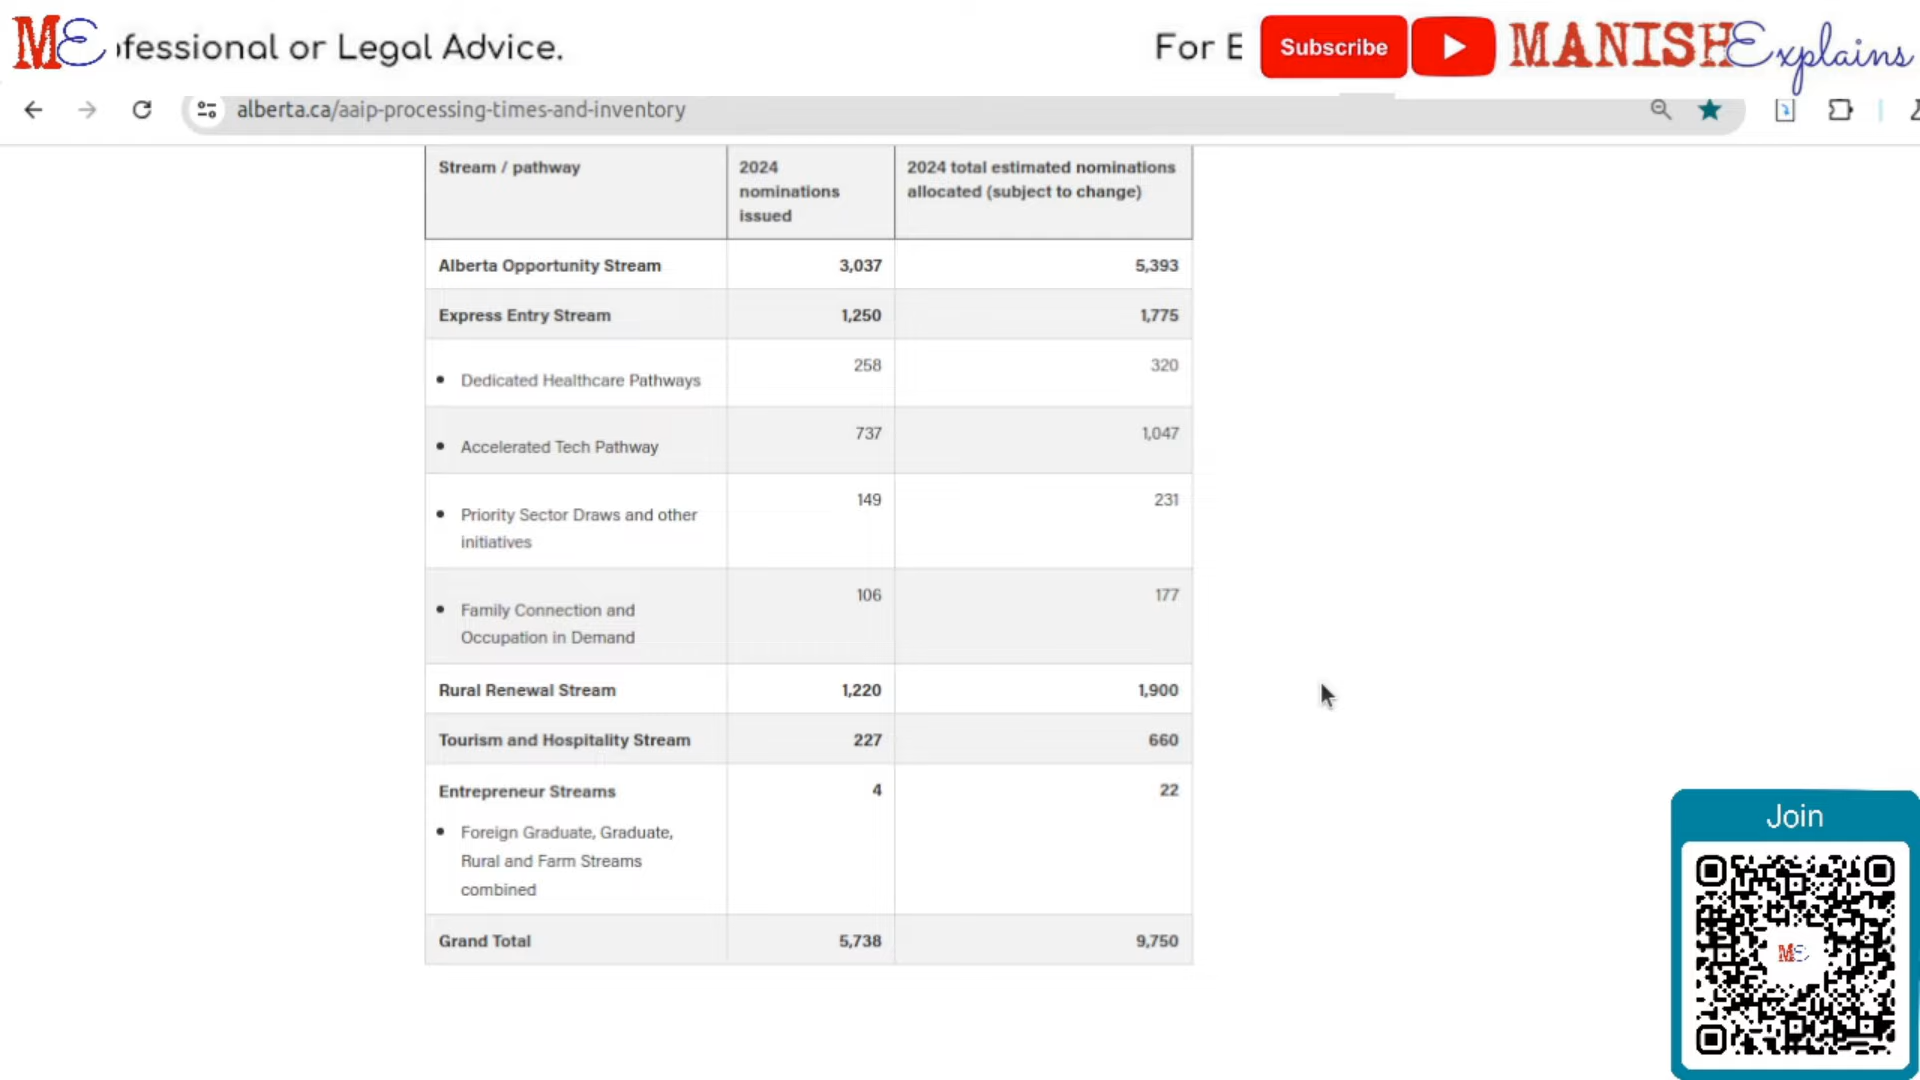 ME
ofessional or Legal Advice.
For E
Subscribe
MANISH Explains
alberta.ca/aaip-processing-times-and-inventory
Stream / pathway
2024
nominations
issued
2024 total estimated nominations
allocated (subject to change)
Alberta Opportunity Stream 3,037 5,393
Express Entry Stream 1,250 1,775
• Dedicated Healthcare Pathways 258 320
• Accelerated Tech Pathway 737 1,047
• Priority Sector Draws and other 149 231
initiatives
• Family Connection and 106 177
Occupation in Demand
Rural Renewal Stream 1,220 1,900
Tourism and Hospitality Stream 227 660
Entrepreneur Streams 4 22
• Foreign Graduate, Graduate,
Rural and Farm Streams
combined
Grand Total 5,738 9,750
Join
ME